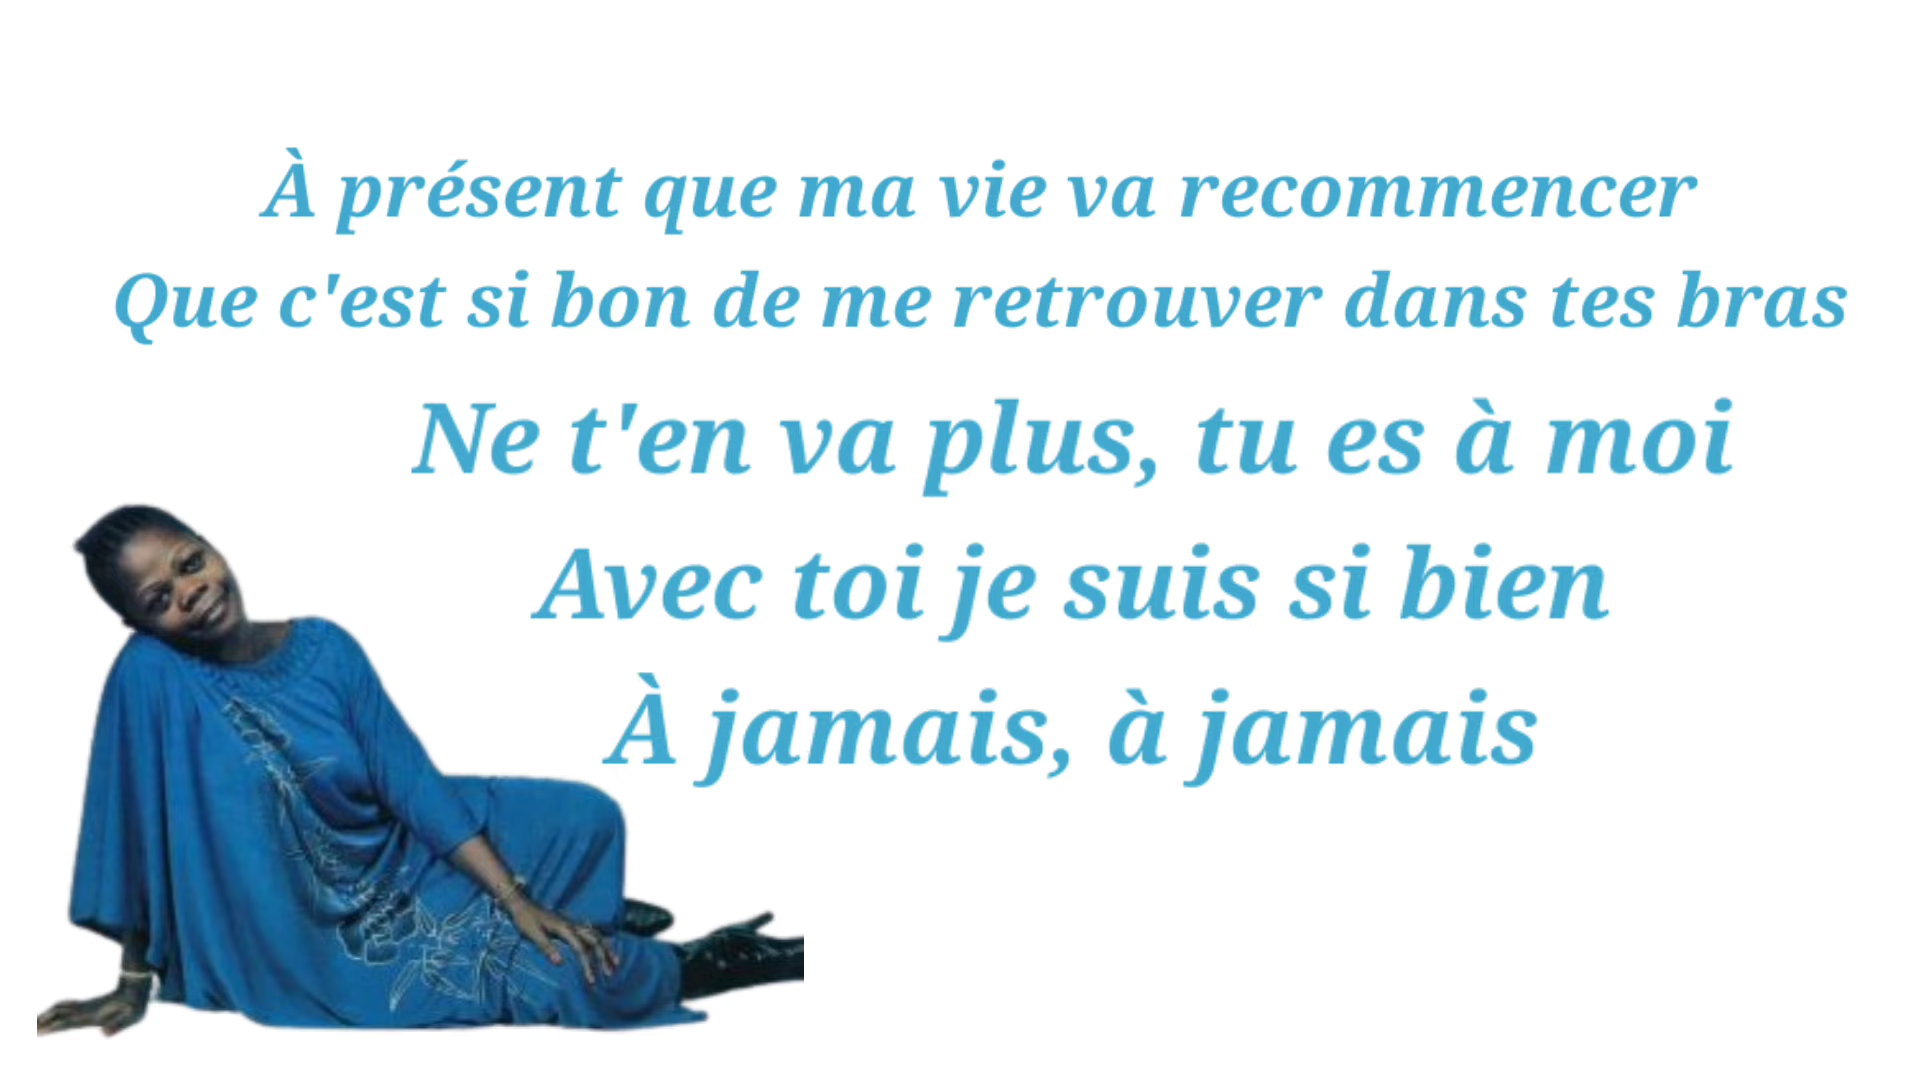 À présent que ma vie va recommencer
Que c'est si bon de me retrouver dans tes bras
Ne t'en va plus, tu es à moi
Avec toi je suis si bien
À jamais, à jamais